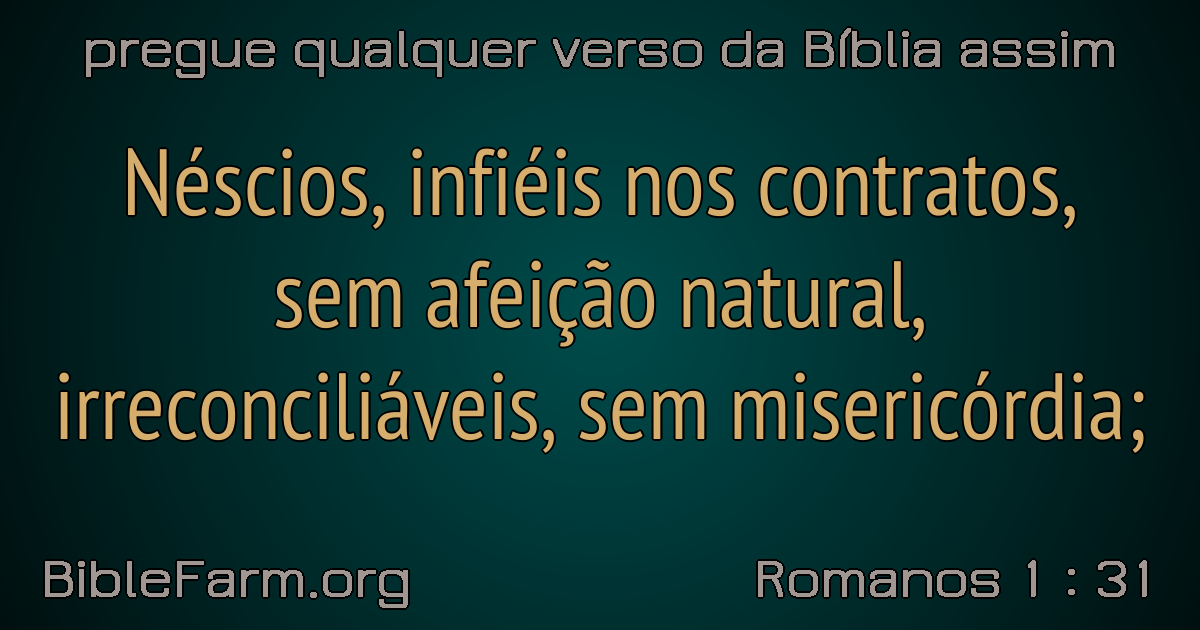 pregue qualquer verso da Bíblia assim
Néscios, infiéis nos contratos,
sem afeição natural,
irreconciliáveis, sem misericórdia;
BibleFarm.org
Romanos 1 : 31